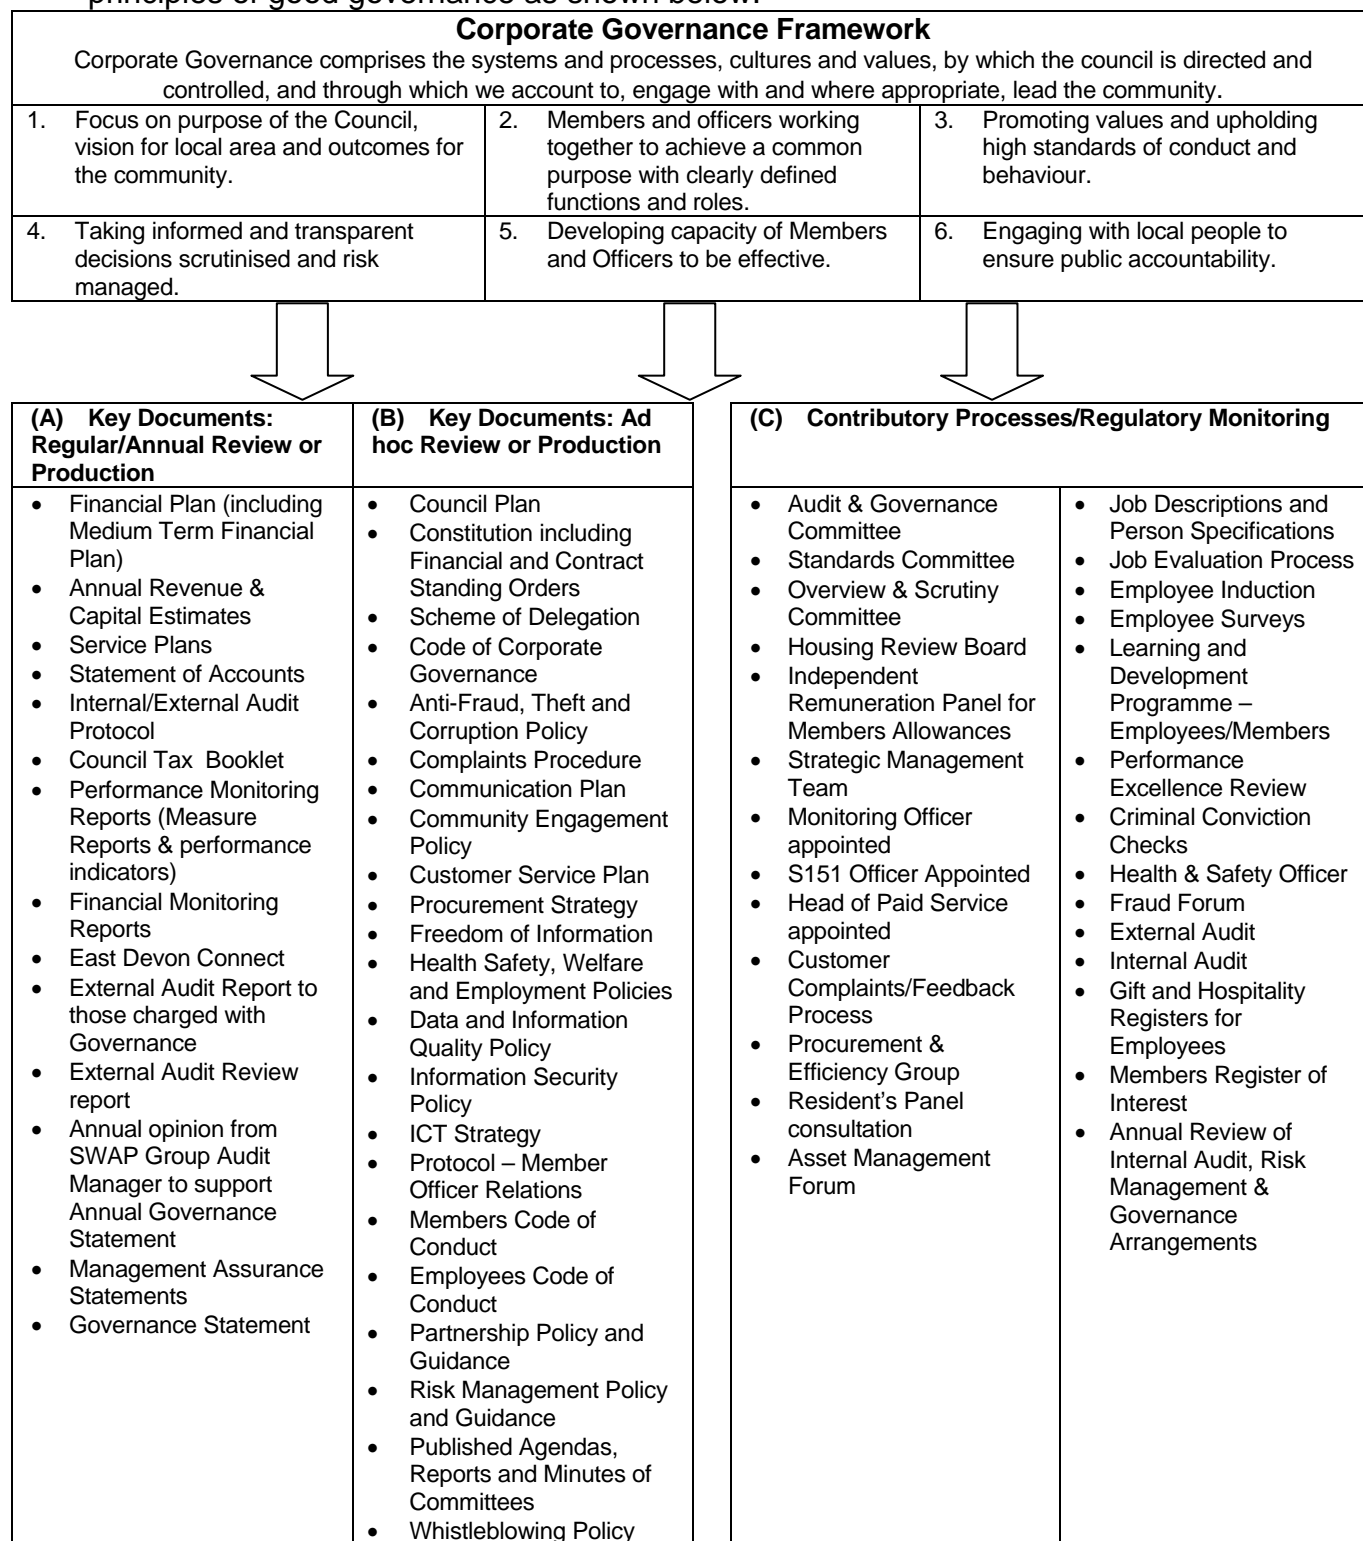 principles of good governance as shown below.
Corporate Governance Framework
Corporate Governance comprises the systems and processes, cultures and values, by which the council is directed and
controlled, and through which we account to, engage with and where appropriate, lead the community.
1. Focus on purpose of the Council,
vision for local area and outcomes for
the community.
2. Members and officers working
together to achieve a common
purpose with clearly defined
functions and roles.
3. Promoting values and upholding
high standards of conduct and
behaviour.
4. Taking informed and transparent
decisions scrutinised and risk
managed.
5. Developing capacity of Members
and Officers to be effective.
6. Engaging with local people to
ensure public accountability.
(A) Key Documents:
Regular/Annual Review or
Production
• Financial Plan (including
Medium Term Financial
Plan)
• Annual Revenue &
Capital Estimates
• Service Plans
• Statement of Accounts
• Internal/External Audit
Protocol
• Council Tax Booklet
• Performance Monitoring
Reports (Measure
Reports & performance
indicators)
• Financial Monitoring
Reports
• East Devon Connect
• External Audit Report to
those charged with
Governance
• External Audit Review
report
• Annual opinion from
SWAP Group Audit
Manager to support
Annual Governance
Statement
• Management Assurance
Statements
• Governance Statement
(B) Key Documents: Ad
hoc Review or Production
• Council Plan
• Constitution including
Financial and Contract
Standing Orders
• Scheme of Delegation
• Code of Corporate
Governance
• Anti-Fraud, Theft and
Corruption Policy
• Complaints Procedure
• Communication Plan
• Community Engagement
Policy
• Customer Service Plan
• Procurement Strategy
• Freedom of Information
• Health Safety, Welfare
and Employment Policies
• Data and Information
Quality Policy
• Information Security
Policy
• ICT Strategy
• Protocol – Member
Officer Relations
• Members Code of
Conduct
• Employees Code of
Conduct
• Partnership Policy and
Guidance
• Risk Management Policy
and Guidance
• Published Agendas,
Reports and Minutes of
Committees
• Whistleblowing Policy
(C) Contributory Processes/Regulatory Monitoring
• Audit & Governance
Committee
• Standards Committee
• Overview & Scrutiny
Committee
• Housing Review Board
• Independent
Remuneration Panel for
Members Allowances
• Strategic Management
Team
• Monitoring Officer
appointed
• S151 Officer Appointed
• Head of Paid Service
appointed
• Customer
Complaints/Feedback
Process
• Procurement &
Efficiency Group
• Resident's Panel
consultation
• Asset Management
Forum
• Job Descriptions and
Person Specifications
• Job Evaluation Process
• Employee Induction
• Employee Surveys
• Learning and
Development
Programme –
Employees/Members
• Performance
Excellence Review
• Criminal Conviction
Checks
• Health & Safety Officer
• Fraud Forum
• External Audit
• Internal Audit
• Gift and Hospitality
Registers for
Employees
• Members Register of
Interest
• Annual Review of
Internal Audit, Risk
Management &
Governance
Arrangements